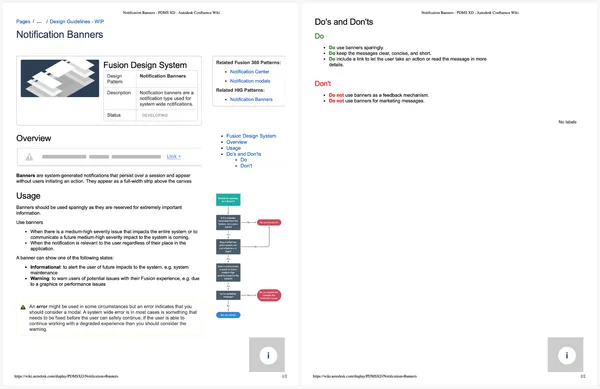 Notification Banners - PDMS XD - Autodesk Confluence Wiki
Pages / … / Design Guidelines - WIP
Notification Banners
Fusion Design System
Design Pattern
Notification Banners
Description
Notification banners are a
notification type used for
system wide notifications.
Status
DEVELOPING
Related Fusion 360 Patterns:
Notification Center
Notification models
Related HIG Patterns:
Notification Banners
Overview
Link
Banners are system-generated notifications that persist over a session and appear
without users initiating an action. They appear as a full-width strip above the canvas
Fusion Design System
Overview
Usage
Do's and Don'ts
Do
Don't
Usage
Banners should be used sparingly as they are reserved for extremely important
information.
Use banners
When there is a medium-high severity issue that impacts the entire system or to
communicate a future medium-high severity impact to the system is coming.
When the notification is relevant to the user regardless of their place in the
application.
A banner can show one of the following states:
Informational: to alert the user of future impacts to the system, e.g. system
maintenance
Warning: to warn users of potential issues with their Fusion experience, e.g. due
to a graphics or performance issues
An error might be used in some circumstances but an error indicates that you
should consider a modal. A system wide error is in most cases is something that
needs to be fixed before the user can safely continue. if the user is able to
continue working with a degraded experience then you should consider the
warning.
i
https://wiki.autodesk.com/display/PDMSXD/Notification+Banners
1/2
Notification Banners - PDMS XD - Autodesk Confluence Wiki
Do's and Don'ts
Do
Do use banners sparingly.
Do keep the messages clear, concise, and short.
Do include a link to let the user take an action or read the message in more
details.
Don't
Do not use banners as a feedback mechanism.
Do not use banners for marketing messages.
No labels
i
https://wiki.autodesk.com/display/PDMSXD/Notification+Banners
2/2